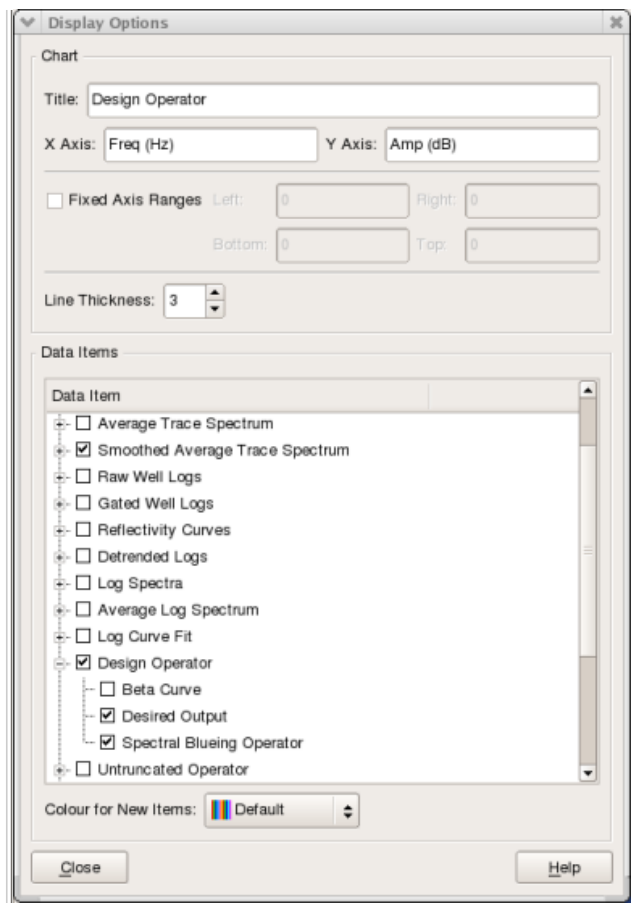 Display Options
Chart
Title: Design Operator
X Axis: Freq (Hz) Y Axis: Amp (dB)
Fixed Axis Ranges Left: 0 Right: 0
Bottom: 0 Top: 0
Line Thickness: 3
Data Items
Data Item
Average Trace Spectrum
Smoothed Average Trace Spectrum
Raw Well Logs
Gated Well Logs
Reflectivity Curves
Detrended Logs
Log Spectra
Average Log Spectrum
Log Curve Fit
Design Operator
Beta Curve
Desired Output
Spectral Blueing Operator
Untruncated Operator
Colour for New Items: Default
Close Help